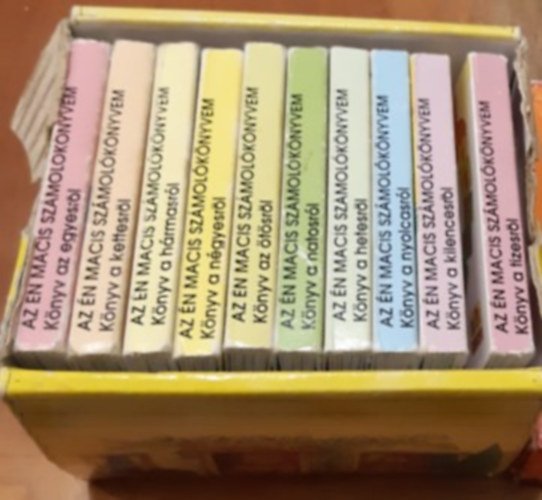 AZ ÉN MACIS SZÁMOLÓKÖNYVEM
Könyv az egyesről
AZ ÉN MACIS SZÁMOLÓKÖNYVEM
Könyv a kettesről
AZ ÉN MACIS SZÁMOLÓKÖNYVEM
Könyv a hármasról
AZ ÉN MACIS SZÁMOLÓKÖNYVEM
Könyv a négyesről
AZ ÉN MACIS SZÁMOLÓKÖNYVEM
Könyv az ötösről
AZ ÉN MACIS SZÁMOLÓKÖNYVEM
Könyv a hatosról
AZ ÉN MACIS SZÁMOLÓKÖNYVEM
Könyv a hetesről
AZ ÉN MACIS SZÁMOLÓKÖNYVEM
Könyv a nyolcasról
AZ ÉN MACIS SZÁMOLÓKÖNYVEM
Könyv a kilencesről
AZ ÉN MACIS SZÁMOLÓKÖNYVEM
Könyv a tízesről